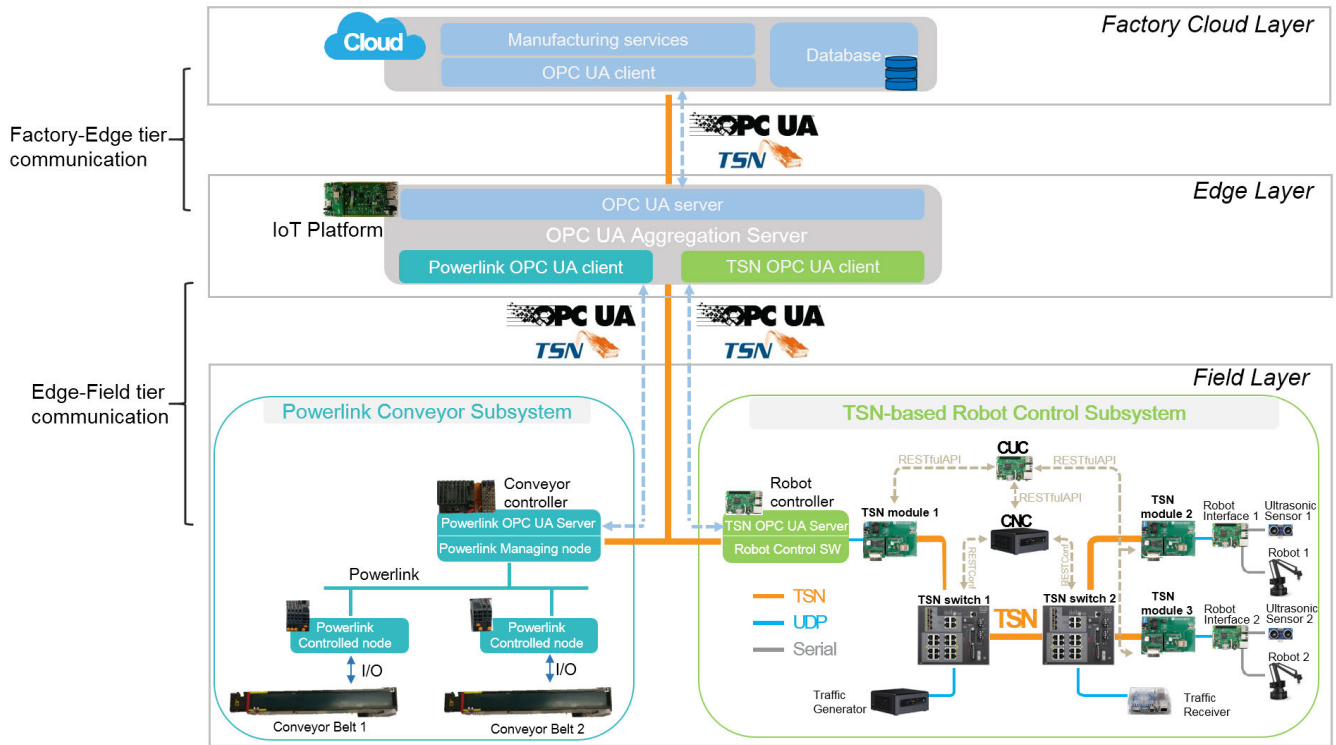 Factory Cloud Layer
Cloud
Manufacturing services
OPC UA client
Database
Factory-Edge tier
communication
OPC UA
TSN
Edge Layer
IoT Platform
OPC UA server
OPC UA Aggregation Server
Powerlink OPC UA client
TSN OPC UA client
OPC UA
TSN
OPC UA
TSN
Edge-Field tier
communication
Field Layer
Powerlink Conveyor Subsystem
Conveyor
controller
Powerlink OPC UA Server
Powerlink Managing node
Powerlink
Powerlink
Controlled node
Powerlink
Controlled node
I/O
I/O
Conveyor Belt 1
Conveyor Belt 2
TSN-based Robot Control Subsystem
CUC
RESTfulAPI
RESTfulAPI
RESTfulAPI
Robot
controller
TSN OPC UA Server
Robot Control SW
TSN module 1
CNC
RESTConf
RESTConf
TSN
module 2
Robot
Interface 1
Ultrasonic
Sensor 1
Robot 1
TSN
UDP
Serial
TSN switch 1
TSN
TSN switch 2
TSN
module 3
Robot
Interface 2
Ultrasonic
Sensor 2
Robot 2
Traffic
Generator
Traffic
Receiver